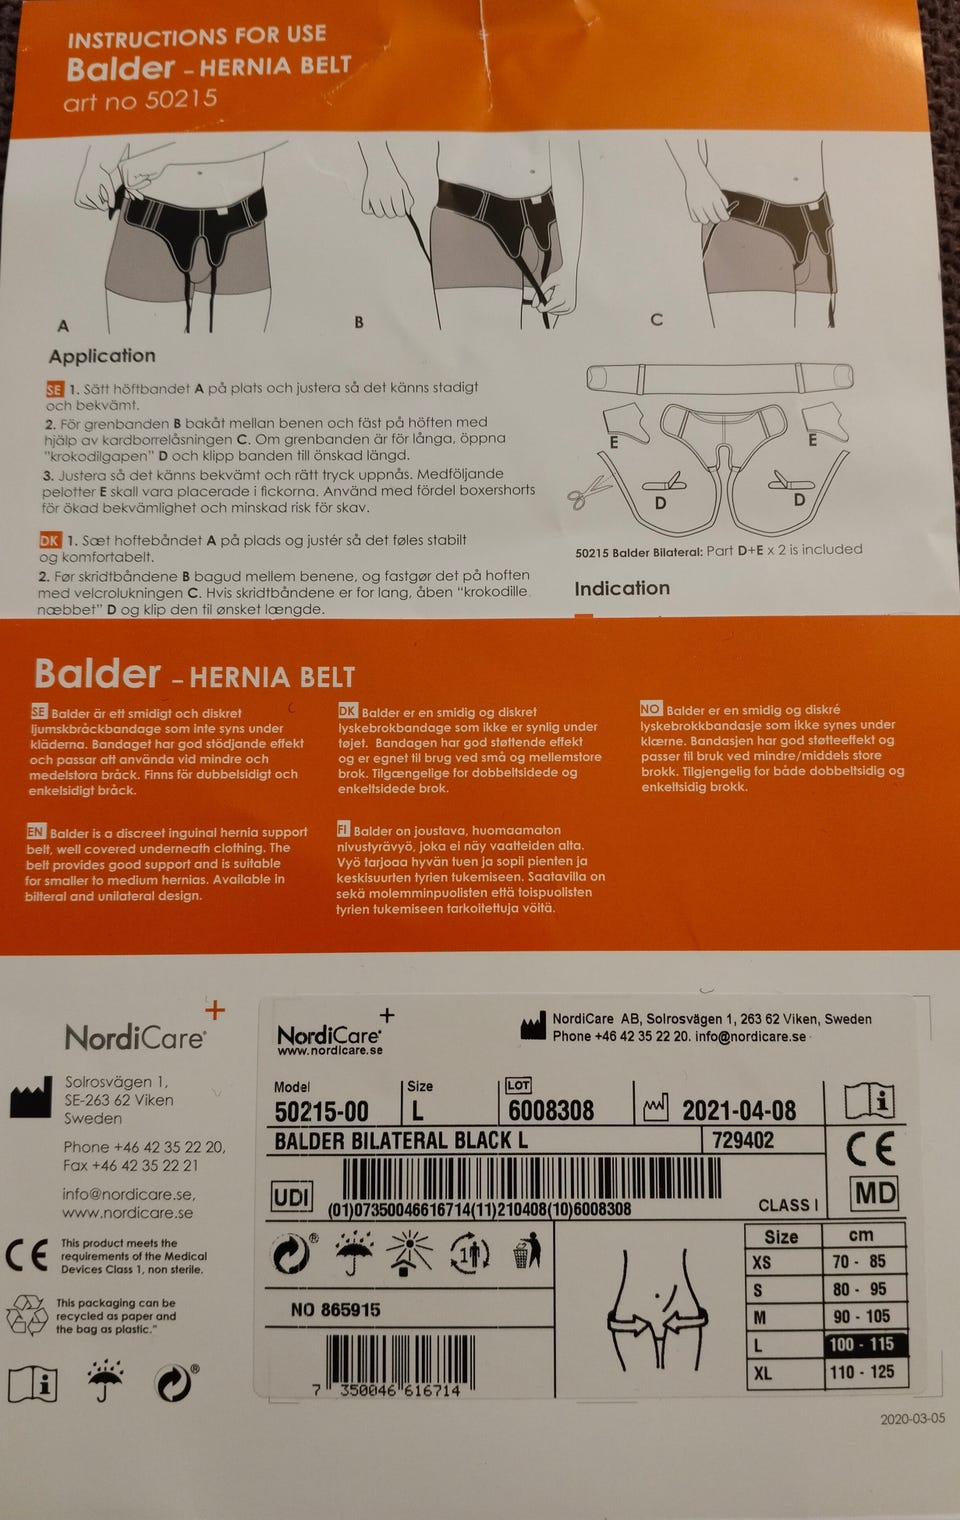 INSTRUCTIONS FOR USE
Balder – HERNIA BELT
art no 50215
A
B
C
Application
SE 1. Sätt höftbandet A på plats och justera så det känns stadigt
och bekvämt.
2. För grenbanden B bakåt mellan benen och fäst på höften med
hjälp av kardborrelåsningen C. Om grenbanden är för långa, öppna
"krokodilgapen" D och klipp banden till önskad längd.
3. Justera så det känns bekvämt och rätt tryck uppnås. Medföljande
pelotter E skall vara placerade i fickorna. Använd med fördel boxershorts
för ökad bekvämlighet och minskad risk för skav.
DK 1. Sæt hoftebåndet A på plads og justér så det føles stabilt
og komfortabelt.
2. Før skridtbåndene B bagud mellem benene, og fastgør det på hoften
med velcrolukningen C. Hvis skridtbåndene er for lang, åben "krokodille
næbbet" D og klip den til ønsket længde.
E
E
D
D
50215 Balder Bilateral: Part D+E x 2 is included
Indication
Balder – HERNIA BELT
SE Balder är ett smidigt och diskret
ljumskbråckbandage som inte syns under
kläderna. Bandaget har god stödjande effekt
och passar att använda vid mindre och
medelstora bråck. Finns för dubbelsidigt och
enkelsidigt bråck.
DK Balder er en smidig og diskret
lyskebrokbandage som ikke er synlig under
tøjet. Bandagen har god støttende effekt
og er egnet til brug ved små og mellemstore
brok. Tilgængelige for dobbeltsidede og
enkeltsidede brok.
NO Balder er en smidig og diskré
lyskebrokkbandasje som ikke synes under
klærne. Bandasjen har god støtteeffekt og
passer til bruk ved mindre/middels store
brokk. Tilgjengelig for både dobbeltsidig og
enkeltsidig brokk.
EN Balder is a discreet inguinal hernia support
belt, well covered underneath clothing. The
belt provides good support and is suitable
for smaller to medium hernias. Available in
bilteral and unilateral design.
FI Balder on joustava, huomaamaton
nivustyrävyö, joka ei näy vaatteiden alta.
Vyö tarjoaa hyvän tuen ja sopii pienten ja
keskisuurten tyrien tukemiseen. Saatavilla on
sekä molemminpuolisten että toispuolisten
tyrien tukemiseen tarkoitettuja vöitä.
NordiCare
Solrosvägen 1,
SE-263 62 Viken
Sweden
Phone +46 42 35 22 20,
Fax +46 42 35 22 21
info@nordicare.se,
www.nordicare.se
CE This product meets the
requirements of the Medical
Devices Class 1, non sterile.
This packaging can be
recycled as paper and
the bag as plastic."
NordiCare
www.nordicare.se
NordiCare AB, Solrosvägen 1, 263 62 Viken, Sweden
Phone +46 42 35 22 20. info@nordicare.se
Model
50215-00
Size
L
LOT
6008308
2021-04-08
BALDER BILATERAL BLACK L
729402
CE
MD
UDI
(01)07350046616714(11)210408(10)6008308
CLASS I
1
NO 865915
7 350046 616714
Size cm
XS 70 - 85
S 80 - 95
M 90 - 105
L 100 - 115
XL 110 - 125
2020-03-05